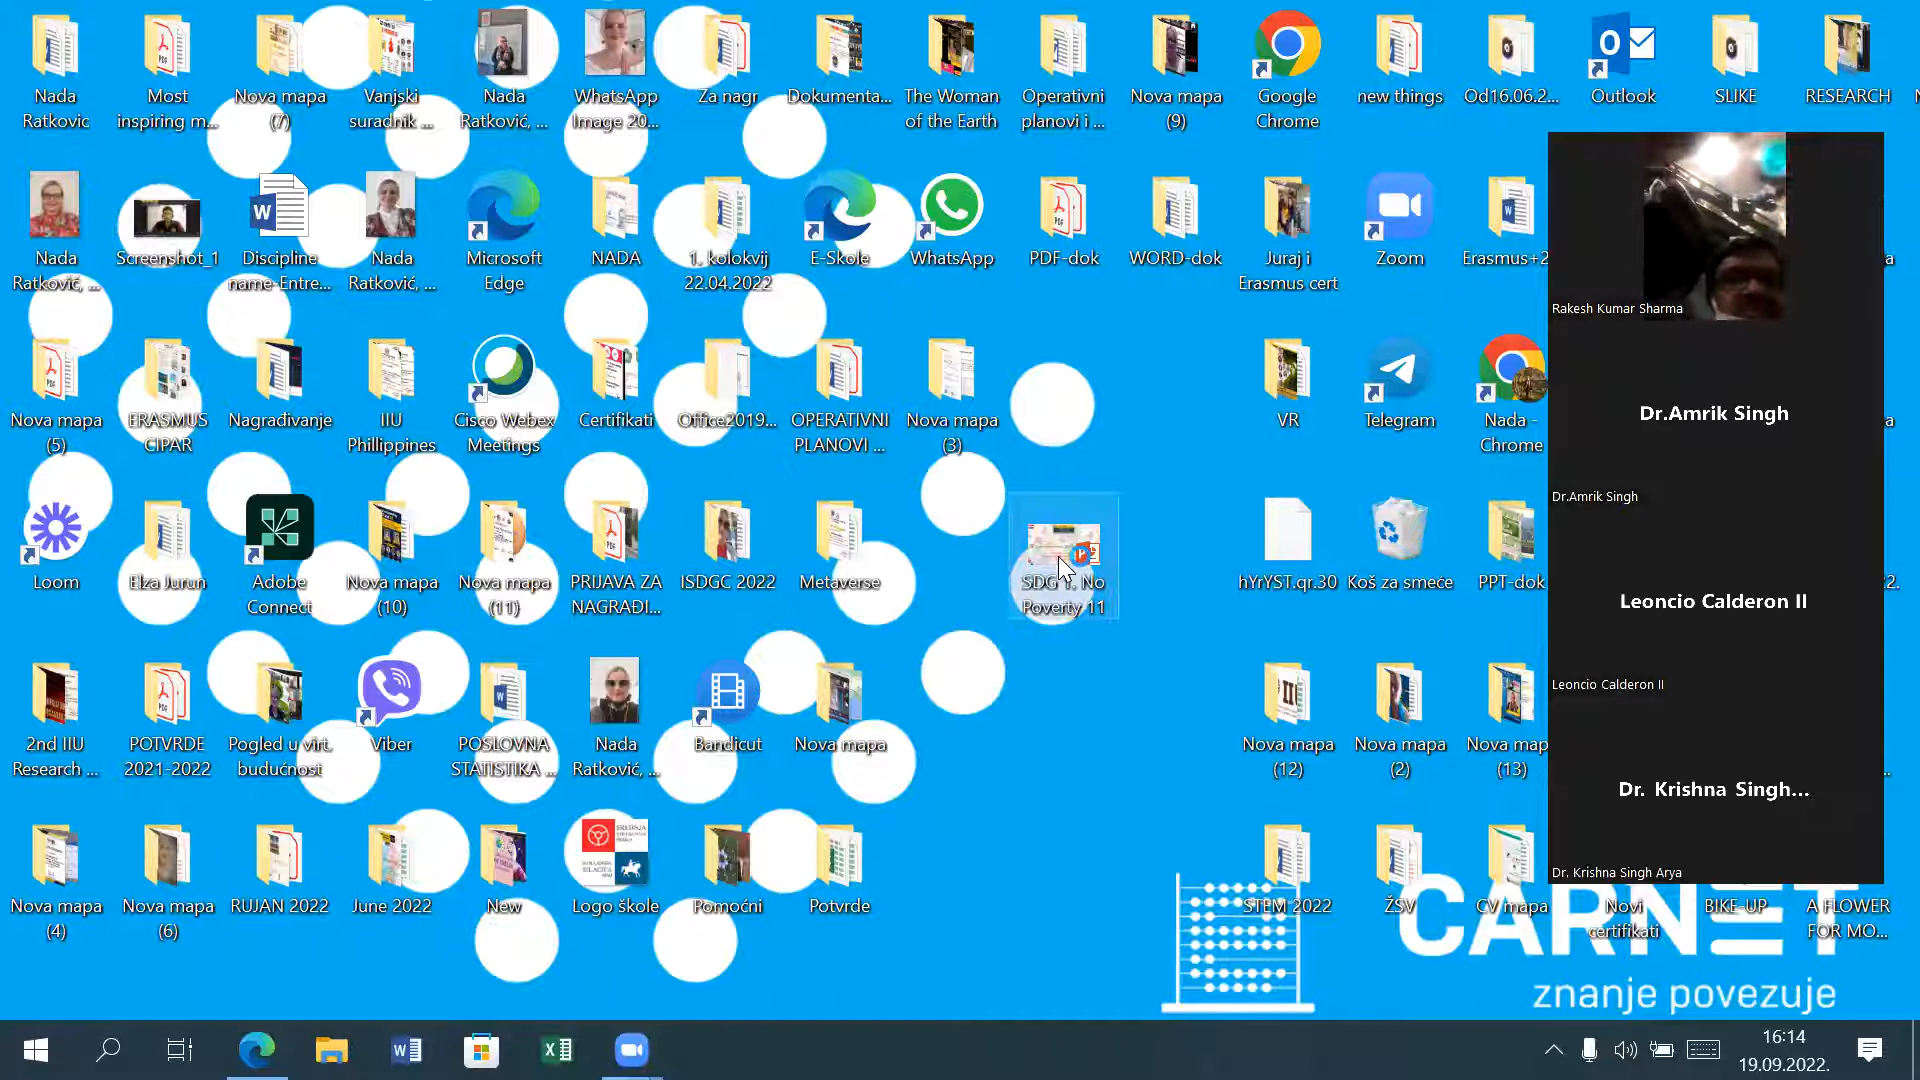 Nada
Ratkovic
Most
inspiring m...
Nova mapa
(7)
Vanjski
suradnik ...
Nada
Ratković, ...
WhatsApp
Image 20...
Za nagr
Dokumenta...
The Woman
of the Earth
Operativni
planovi i ...
Nova mapa
(9)
Google
Chrome
new things
Od16.06.2...
Outlook
SLIKE
RESEARCH
Nada
Ratković, ...
Screenshot_1
Discipline
name-Entre...
Nada
Ratković, ...
Microsoft
Edge
NADA
1. kolokvij
22.04.2022
E-Škole
WhatsApp
PDF-dok
WORD-dok
Juraj i
Erasmus cert
Zoom
Erasmus+2
Rakesh Kumar Sharma
Nova mapa
(5)
ERASMUS
CIPAR
Nagrađivanje
IIU
Phillippines
Cisco Webex
Meetings
Certifikati
Office2019...
OPERATIVNI
PLANOVI ...
Nova mapa
(3)
VR
Telegram
Nada -
Chrome
Dr.Amrik Singh
Dr.Amrik Singh
Loom
Elza Jurun
Adobe
Connect
Nova mapa
(10)
Nova mapa
(11)
PRIJAVA ZA
NAGRAĐI...
ISDGC 2022
Metaverse
SDG 1. No
Poverty 11
hYrYST.qr.30
Koš za smeće
PPT-dok
Leoncio Calderon II
Leoncio Calderon II
2nd IIU
Research ...
POTVRDE
2021-2022
Pogled u virt.
budućnost
Viber
POSLOVNA
STATISTIKA ...
Nada
Ratković, ...
Bandicut
Nova mapa
Nova mapa
(12)
Nova mapa
(2)
Nova map
(13)
Dr. Krishna Singh...
Dr. Krishna Singh Arya
Nova mapa
(4)
Nova mapa
(6)
RUJAN 2022
June 2022
New
Logo škole
Pomoćni
Potvrde
STEM 2022
ŽSV
CV mapa
Novi
certifikati
BIKE-UP
A FLOWER
FOR MO...
CARNET
znanje povezuje
16:14
19.09.2022.